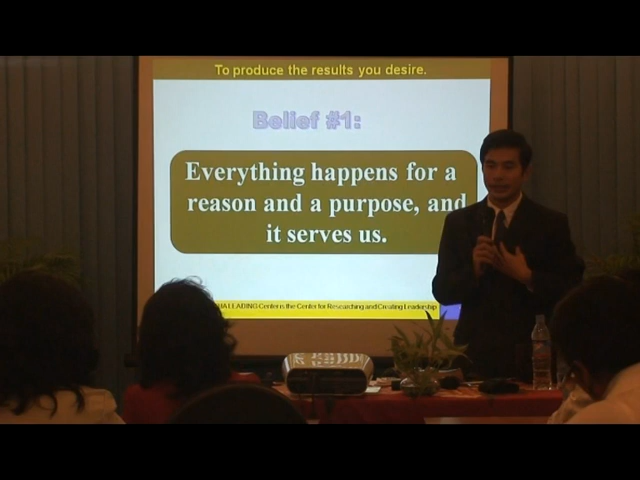 To produce the results you desire.
Belief #1:
Everything happens for a
reason and a purpose, and
it serves us.
LEADING Center is the Center for Researching and Creating Leadership